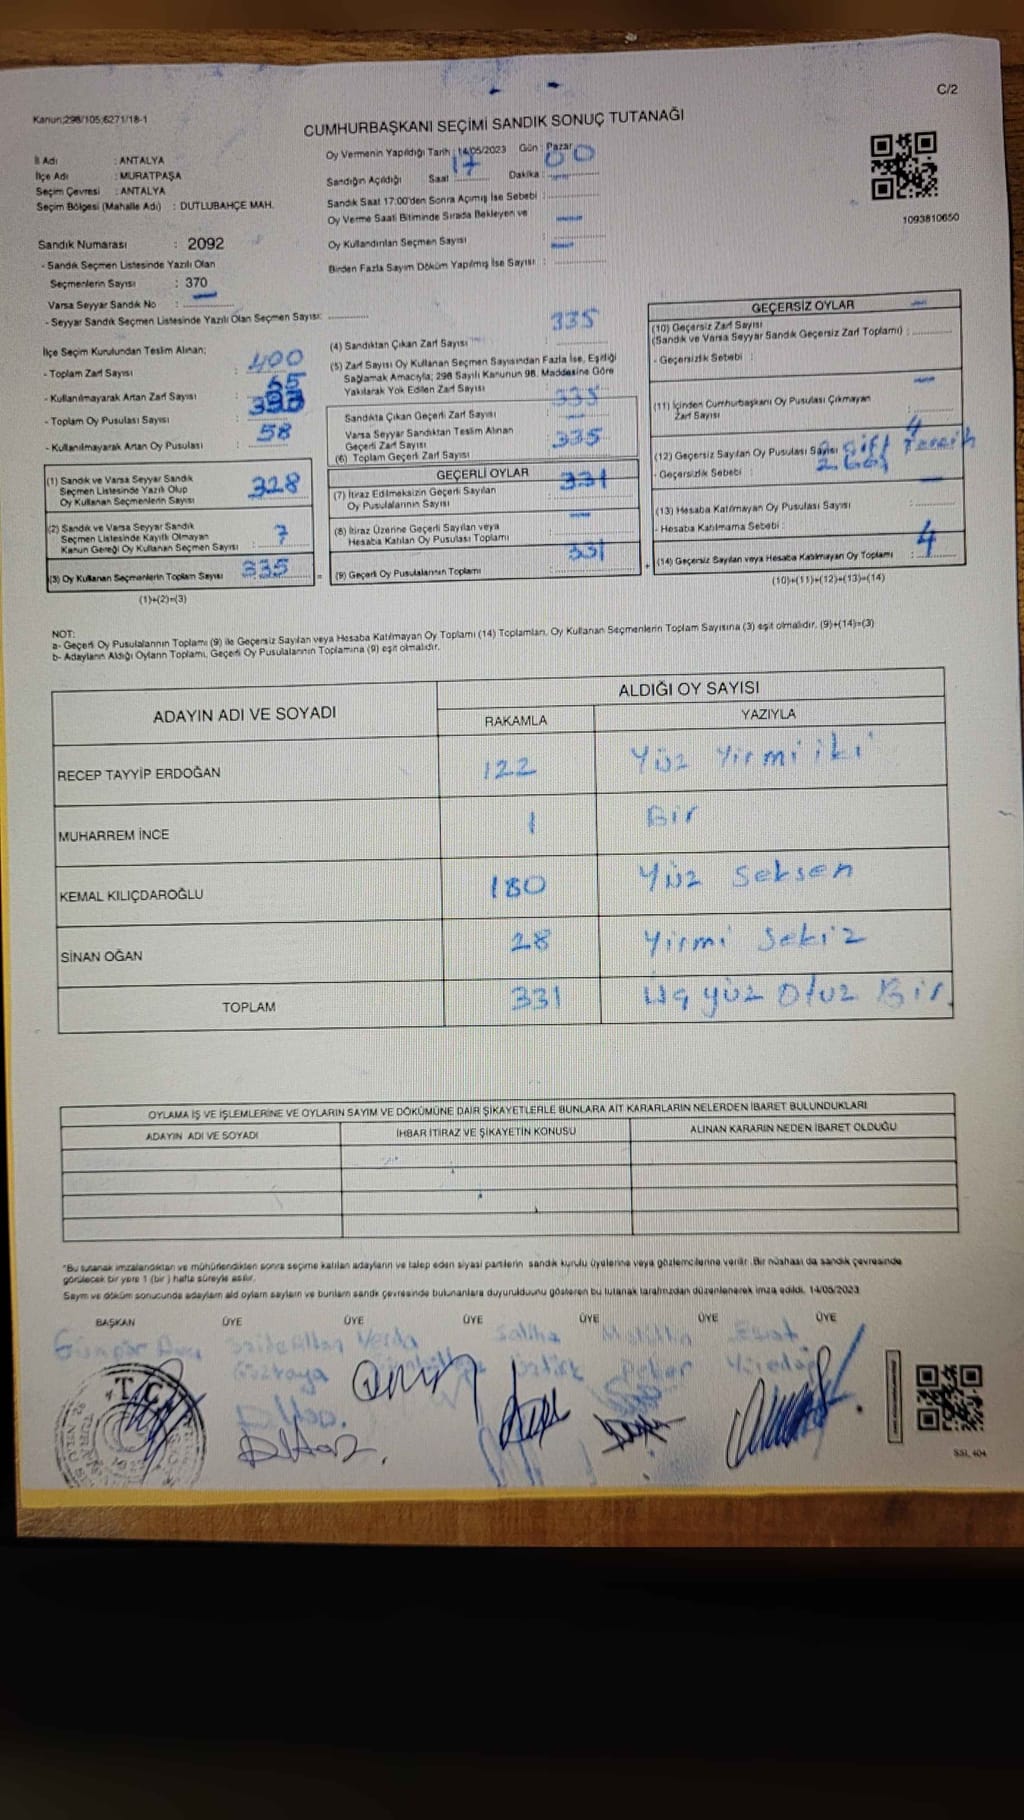 C/2
Kanun;298/105;6271/18-1
CUMHURBAŞKANI SEÇİMİ SANDIK SONUÇ TUTANAĞI
İl Adı : ANTALYA
İlçe Adı : MURATPAŞA
Seçim Çevresi : ANTALYA
Seçim Bölgesi (Mahalle Adı) : DUTLUBAHÇE MAH.
Oy Vermenin Yapıldığı Tarih : 14/05/2023 Gün : Pazar
Sandığın Açıldığı Saat 17 Dakika : 00
Sandık Saat 17:00'den Sonra Açımış İse Sebebi :
Oy Verme Saati Bitiminde Sırada Bekleyen ve
Oy Kullandırılan Seçmen Sayısı :
Birden Fazla Sayım Döküm Yapılmış İse Sayısı :
1093810650
Sandık Numarası : 2092
- Sandık Seçmen Listesinde Yazılı Olan
Seçmenlerin Sayısı : 370
Varsa Seyyar Sandık No :
- Seyyar Sandık Seçmen Listesinde Yazılı Olan Seçmen Sayısı:
İlçe Seçim Kurulundan Teslim Alınan;
- Toplam Zarf Sayısı : 400
- Kullanılmayarak Artan Zarf Sayısı : 65
- Toplam Oy Pusulası Sayısı : 393
- Kullanılmayarak Artan Oy Pusulası : 58
(1) Sandık ve Varsa Seyyar Sandık
Seçmen Listesinde Yazılı Olup
Oy Kullanan Seçmenlerin Sayısı : 328
(2) Sandık ve Varsa Seyyar Sandık
Seçmen Listesinde Kayıtlı Olmayan
Kanun Gereği Oy Kullanan Seçmen Sayısı : 7
(3) Oy Kullanan Seçmenlerin Toplam Sayısı 335
(1)+(2)=(3)
(4) Sandıktan Çıkan Zarf Sayısı : 335
(5) Zarf Sayısı Oy Kullanan Seçmen Sayısından Fazla İse, Eşitliği
Sağlamak Amacıyla; 298 Sayılı Kanunun 98. Maddesine Göre
Yakılarak Yok Edilen Zarf Sayısı :
Sandıkta Çıkan Geçerli Zarf Sayısı : 335
Varsa Seyyar Sandıktan Teslim Alınan
Geçerli Zarf Sayısı :
(6) Toplam Geçerli Zarf Sayısı : 335
GEÇERLİ OYLAR
(7) İtiraz Edilmeksizin Geçerli Sayılan
Oy Pusulalarının Sayısı : 331
(8) İtiraz Üzerine Geçerli Sayılan veya
Hesaba Katılan Oy Pusulası Toplamı :
(9) Geçerli Oy Pusulalarının Toplamı : 331
GEÇERSİZ OYLAR
(10) Geçersiz Zarf Sayısı
(Sandık ve Varsa Seyyar Sandık Geçersiz Zarf Toplamı) :
- Geçersizlik Sebebi :
(11) İçinden Cumhurbaşkanı Oy Pusulası Çıkmayan
Zarf Sayısı :
(12) Geçersiz Sayılan Oy Pusulası Sayısı : 4
- Geçersizlik Sebebi : 2 Çift Tercih
(13) Hesaba Katılmayan Oy Pusulası Sayısı :
- Hesaba Katılmama Sebebi :
(14) Geçersiz Sayılan veya Hesaba Katılmayan Oy Toplamı : 4
(10)+(11)+(12)+(13)=(14)
NOT:
a- Geçerli Oy Pusulalarının Toplamı (9) ile Geçersiz Sayılan veya Hesaba Katılmayan Oy Toplamı (14) Toplamları, Oy Kullanan Seçmenlerin Toplam Sayısına (3) eşit olmalıdır. (9)+(14)=(3)
b- Adayların Aldığı Oyların Toplamı, Geçerli Oy Pusulalarının Toplamına (9) eşit olmalıdır.
ADAYIN ADI VE SOYADI ALDIĞI OY SAYISI
RAKAMLA YAZIYLA
RECEP TAYYİP ERDOĞAN 122 Yüz Yirmi iki
MUHARREM İNCE 1 Bir
KEMAL KILIÇDAROĞLU 180 Yüz Seksen
SİNAN OĞAN 28 Yirmi Sekiz
TOPLAM 331 Üç yüz Otuz Bir
OYLAMA İŞ VE İŞLEMLERİNE VE OYLARIN SAYIM VE DÖKÜMÜNE DAİR ŞİKAYETLERLE BUNLARA AİT KARARLARIN NELERDEN İBARET BULUNDUKLARI
ADAYIN ADI VE SOYADI İHBAR İTİRAZ VE ŞİKAYETİN KONUSU ALINAN KARARIN NEDEN İBARET OLDUĞU
*Bu tutanak imzalandıktan ve mühürlendikten sonra seçime katılan adayların ve talep eden siyasi partilerin sandık kurulu üyelerine veya gözlemcilerine verilir. Bir nüshası da sandık çevresinde
görülecek bir yere 1 (bir ) hafta süreyle asılır.
Sayım ve döküm sonucunda adayların aldı oyların sayıların ve bunların sandık çevresinde bulunanlara duyurulduunu gösteren bu tutanak tarafımızdan düzenlenerek imza edildi. 14/05/2023
BAŞKAN ÜYE ÜYE ÜYE ÜYE ÜYE ÜYE
Saliha
T.C.
SSL 404